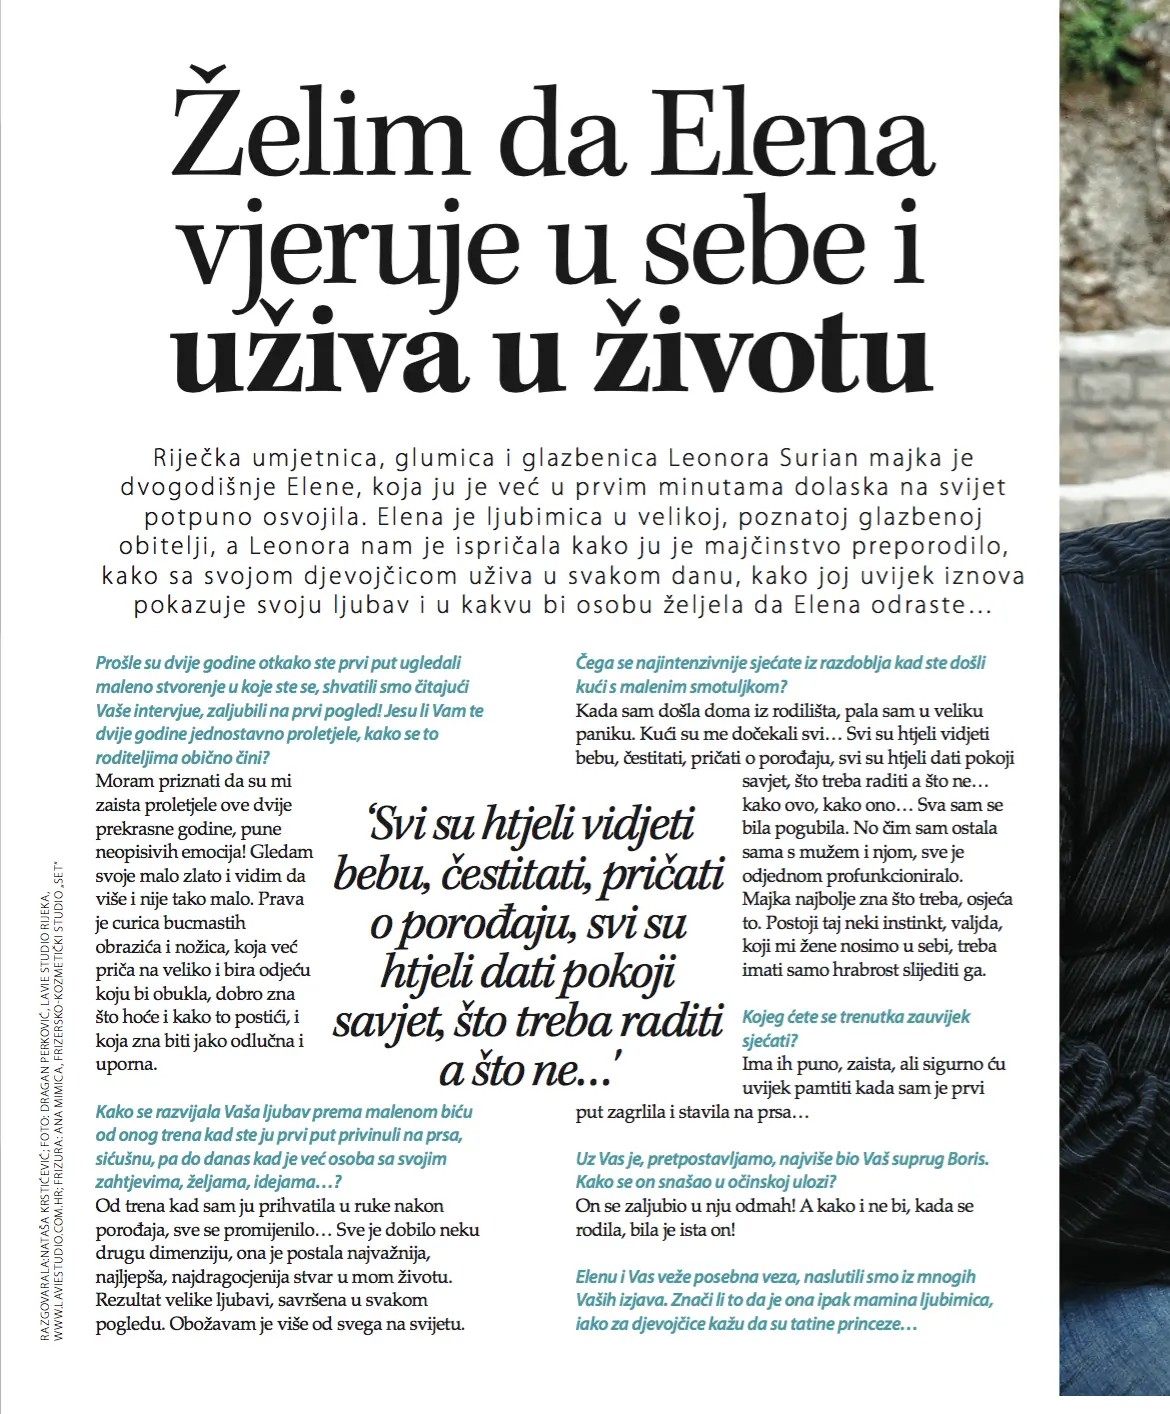 Želim da Elena
vjeruje u sebe i
uživa u životu
Riječka umjetnica, glumica i glazbenica Leonora Surian majka je
dvogodišnje Elene, koja ju je već u prvim minutama dolaska na svijet
potpuno osvojila. Elena je ljubimica u velikoj, poznatoj glazbenoj
obitelji, a Leonora nam je ispričala kako ju je majčinstvo preporodilo,
kako sa svojom djevojčicom uživa u svakom danu, kako joj uvijek iznova
pokazuje svoju ljubav i u kakvu bi osobu željela da Elena odraste...
Prošle su dvije godine otkako ste prvi put ugledali
maleno stvorenje u koje ste se, shvatili smo čitajući
Vaše intervjue, zaljubili na prvi pogled! Jesu li Vam te
dvije godine jednostavno proletjele, kako se to
roditeljima obično čini?
Moram priznati da su mi
zaista proletjele ove dvije
prekrasne godine, pune
neopisivih emocija! Gledam
svoje malo zlato i vidim da
više i nije tako malo. Prava
je curica bucmastih
obrazića i nožica, koja već
priča na veliko i bira odjeću
koju bi obukla, dobro zna
što hoće i kako to postići, i
koja zna biti jako odlučna i
uporna.
Kako se razvijala Vaša ljubav prema malenom biću
od onog trena kad ste ju prvi put privinuli na prsa,
sićušnu, pa do danas kad je već osoba sa svojim
zahtjevima, željama, idejama...?
Od trena kad sam ju prihvatila u ruke nakon
porođaja, sve se promijenilo... Sve je dobilo neku
drugu dimenziju, ona je postala najvažnija,
najljepša, najdragocjenija stvar u mom životu.
Rezultat velike ljubavi, savršena u svakom
pogledu. Obožavam je više od svega na svijetu.
'Svi su htjeli vidjeti
bebu, čestitati, pričati
o porođaju, svi su
htjeli dati pokoji
savjet, što treba raditi
a što ne...'
Čega se najintenzivnije sjećate iz razdoblja kad ste došli
kući s malenim smotuljkom?
Kada sam došla doma iz rodilišta, pala sam u veliku
paniku. Kući su me dočekali svi... Svi su htjeli vidjeti
bebu, čestitati, pričati o porođaju, svi su htjeli dati pokoji
savjet, što treba raditi a što ne...
kako ovo, kako ono... Sva sam se
bila pogubila. No čim sam ostala
sama s mužem i njom, sve je
odjednom profunkcioniralo.
Majka najbolje zna što treba, osjeća
to. Postoji taj neki instinkt, valjda,
koji mi žene nosimo u sebi, treba
imati samo hrabrost slijediti ga.
Kojeg ćete se trenutka zauvijek
sjećati?
Ima ih puno, zaista, ali sigurno ću
uvijek pamtiti kada sam je prvi
put zagrlila i stavila na prsa...
Uz Vas je, pretpostavljamo, najviše bio Vaš suprug Boris.
Kako se on snašao u očinskoj ulozi?
On se zaljubio u nju odmah! A kako i ne bi, kada se
rodila, bila je ista on!
Elenu i Vas veže posebna veza, naslutili smo iz mnogih
Vaših izjava. Znači li to da je ona ipak mamina ljubimica,
iako za djevojčice kažu da su tatine princeze...
RAZGOVARALA:NATAŠA KRSTIĆEVIĆ; FOTO: DRAGAN PERKOVIĆ, LAVIE STUDIO RIJEKA,
WWW.LAVIESTUDIO.COM.HR; FRIZURA: ANA MIMICA, FRIZERSKO-KOZMETIČKI STUDIO „SET"